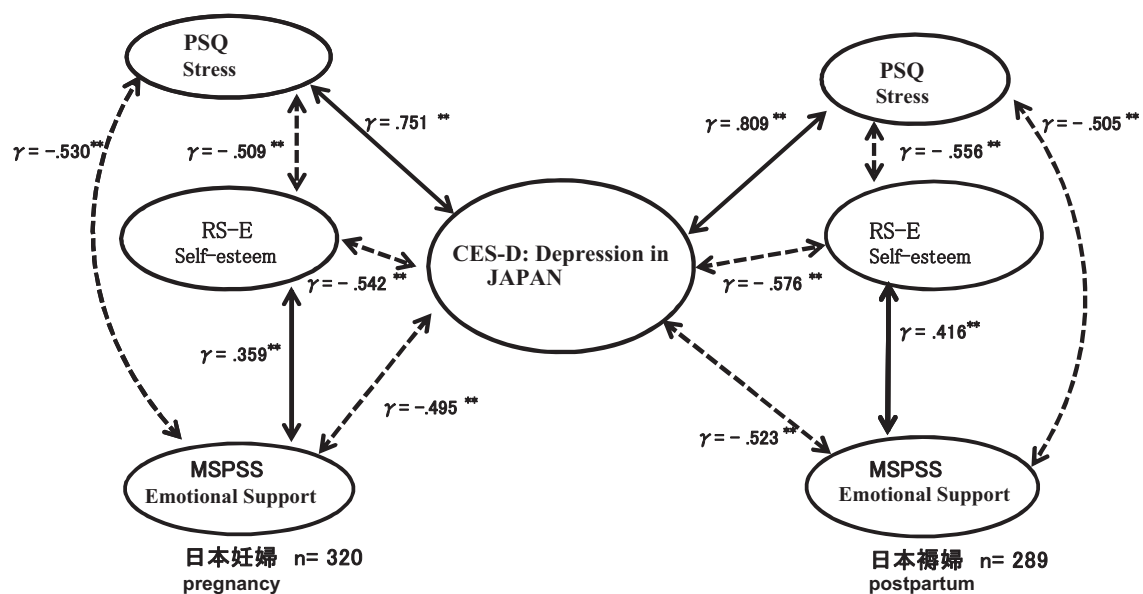 PSQ
Stress
γ = .751 **
γ = -.530**
γ = - .509 **
RS-E
Self-esteem
γ = - .542 **
γ = .359**
γ = -.495 **
MSPSS
Emotional Support
日本妊婦 n= 320
pregnancy
CES-D: Depression in
JAPAN
PSQ
Stress
γ = .809 **
γ = - .505 **
γ = - .556 **
RS-E
Self-esteem
γ = - .576 **
γ = .416**
γ = - .523 **
MSPSS
Emotional Support
日本褥婦 n= 289
postpartum